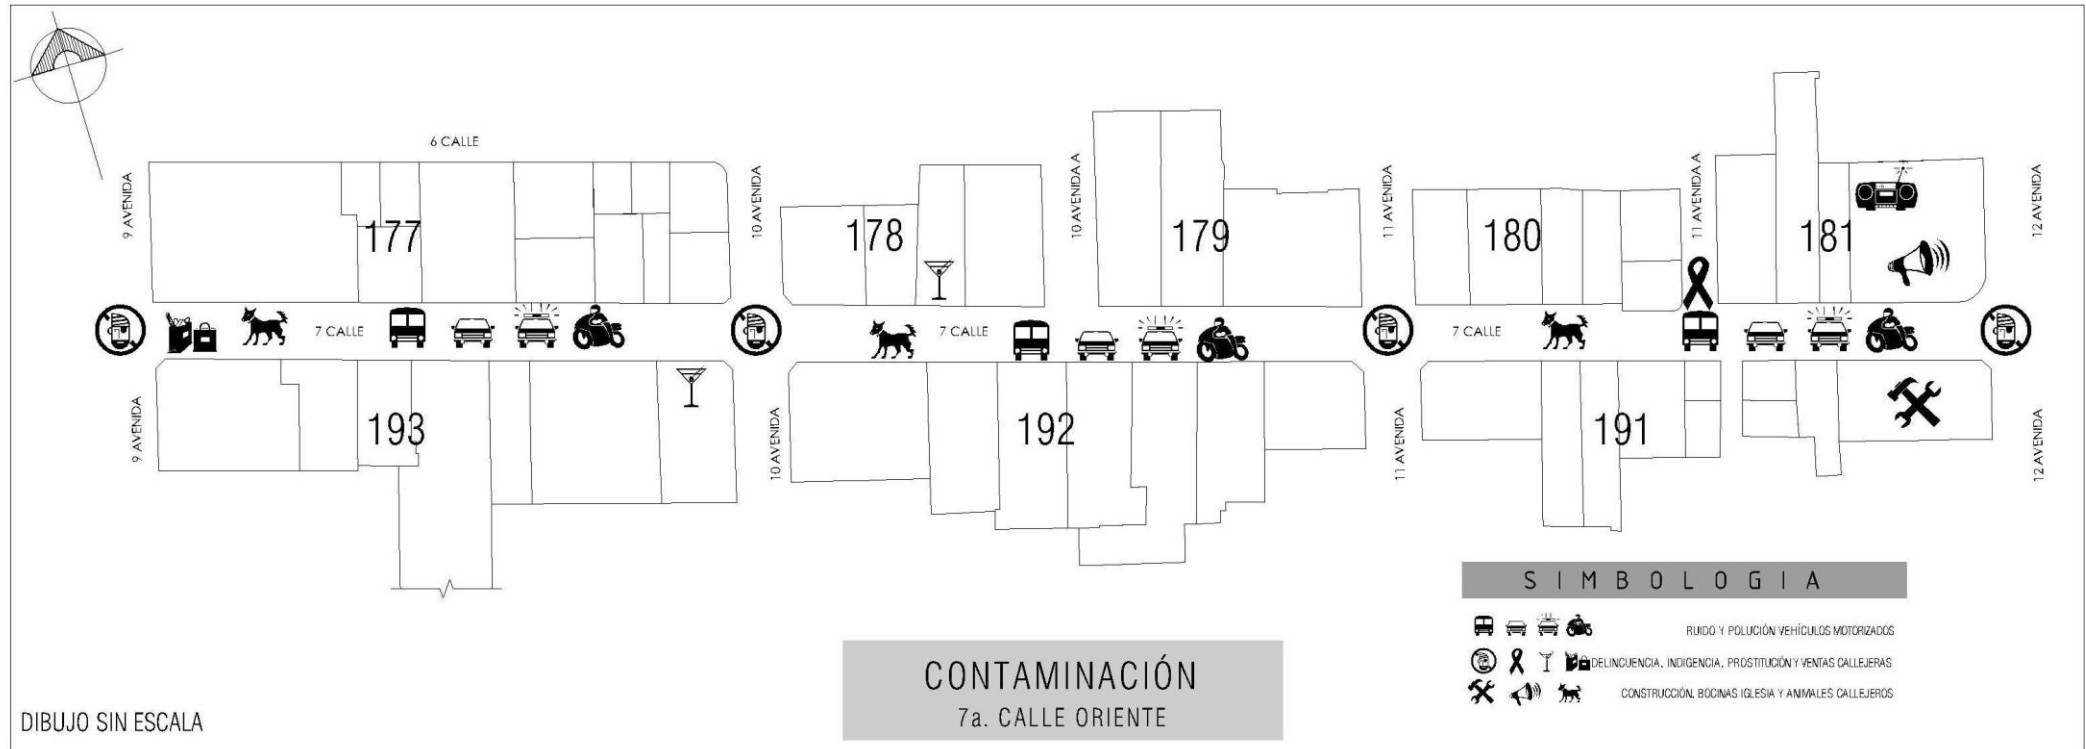 6 CALLE
9 AVENIDA
10 AVENIDA
10 AVENIDA A
11 AVENIDA
11 AVENIDA A
12 AVENIDA
177
178
179
180
181
7 CALLE
7 CALLE
7 CALLE
9 AVENIDA
193
10 AVENIDA
192
11 AVENIDA
191
12 AVENIDA
SIMBOLOGIA
RUIDO Y POLUCIÓN VEHÍCULOS MOTORIZADOS
DELINCUENCIA, INDIGENCIA, PROSTITUCIÓN Y VENTAS CALLEJERAS
CONSTRUCCIÓN, BOCINAS IGLESIA Y ANIMALES CALLEJEROS
CONTAMINACIÓN
7a. CALLE ORIENTE
DIBUJO SIN ESCALA